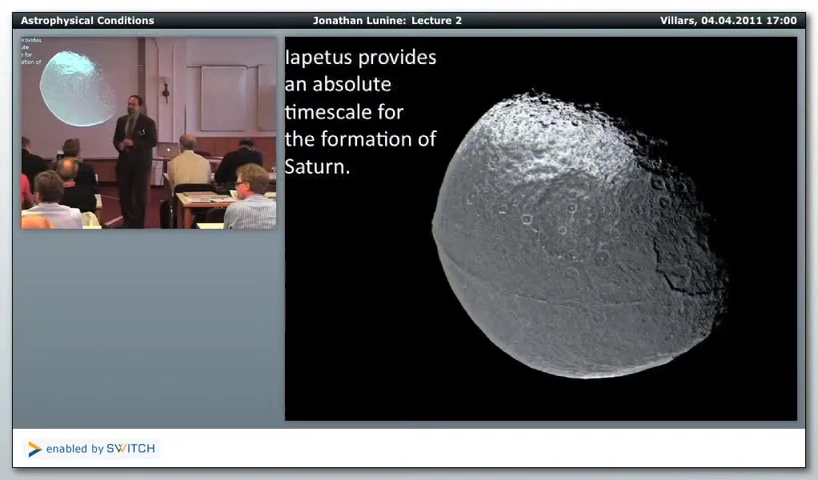 Astrophysical Conditions
Jonathan Lunine: Lecture 2
Villars, 04.04.2011 17:00
Iapetus provides
an absolute
timescale for
the formation of
Saturn.
enabled by SWITCH